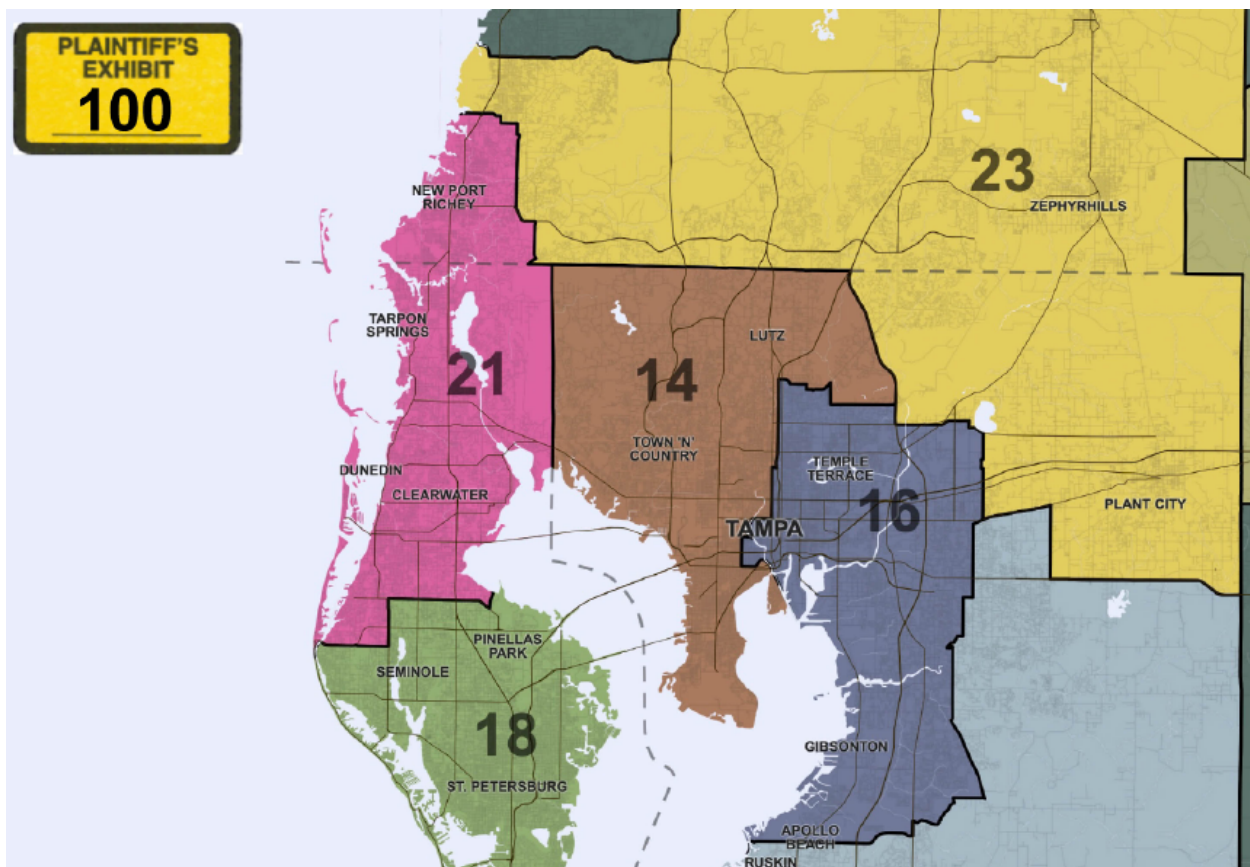 PLAINTIFF'S
EXHIBIT
100
23
NEW PORT
RICHEY
ZEPHYRHILLS
TARPON
SPRINGS
LUTZ
21
14
TOWN 'N'
COUNTRY
DUNEDIN
TEMPLE
TERRACE
CLEARWATER
16
PLANT CITY
TAMPA
PINELLAS
PARK
SEMINOLE
18
GIBSONTON
ST. PETERSBURG
APOLLO
BEACH
RUSKIN